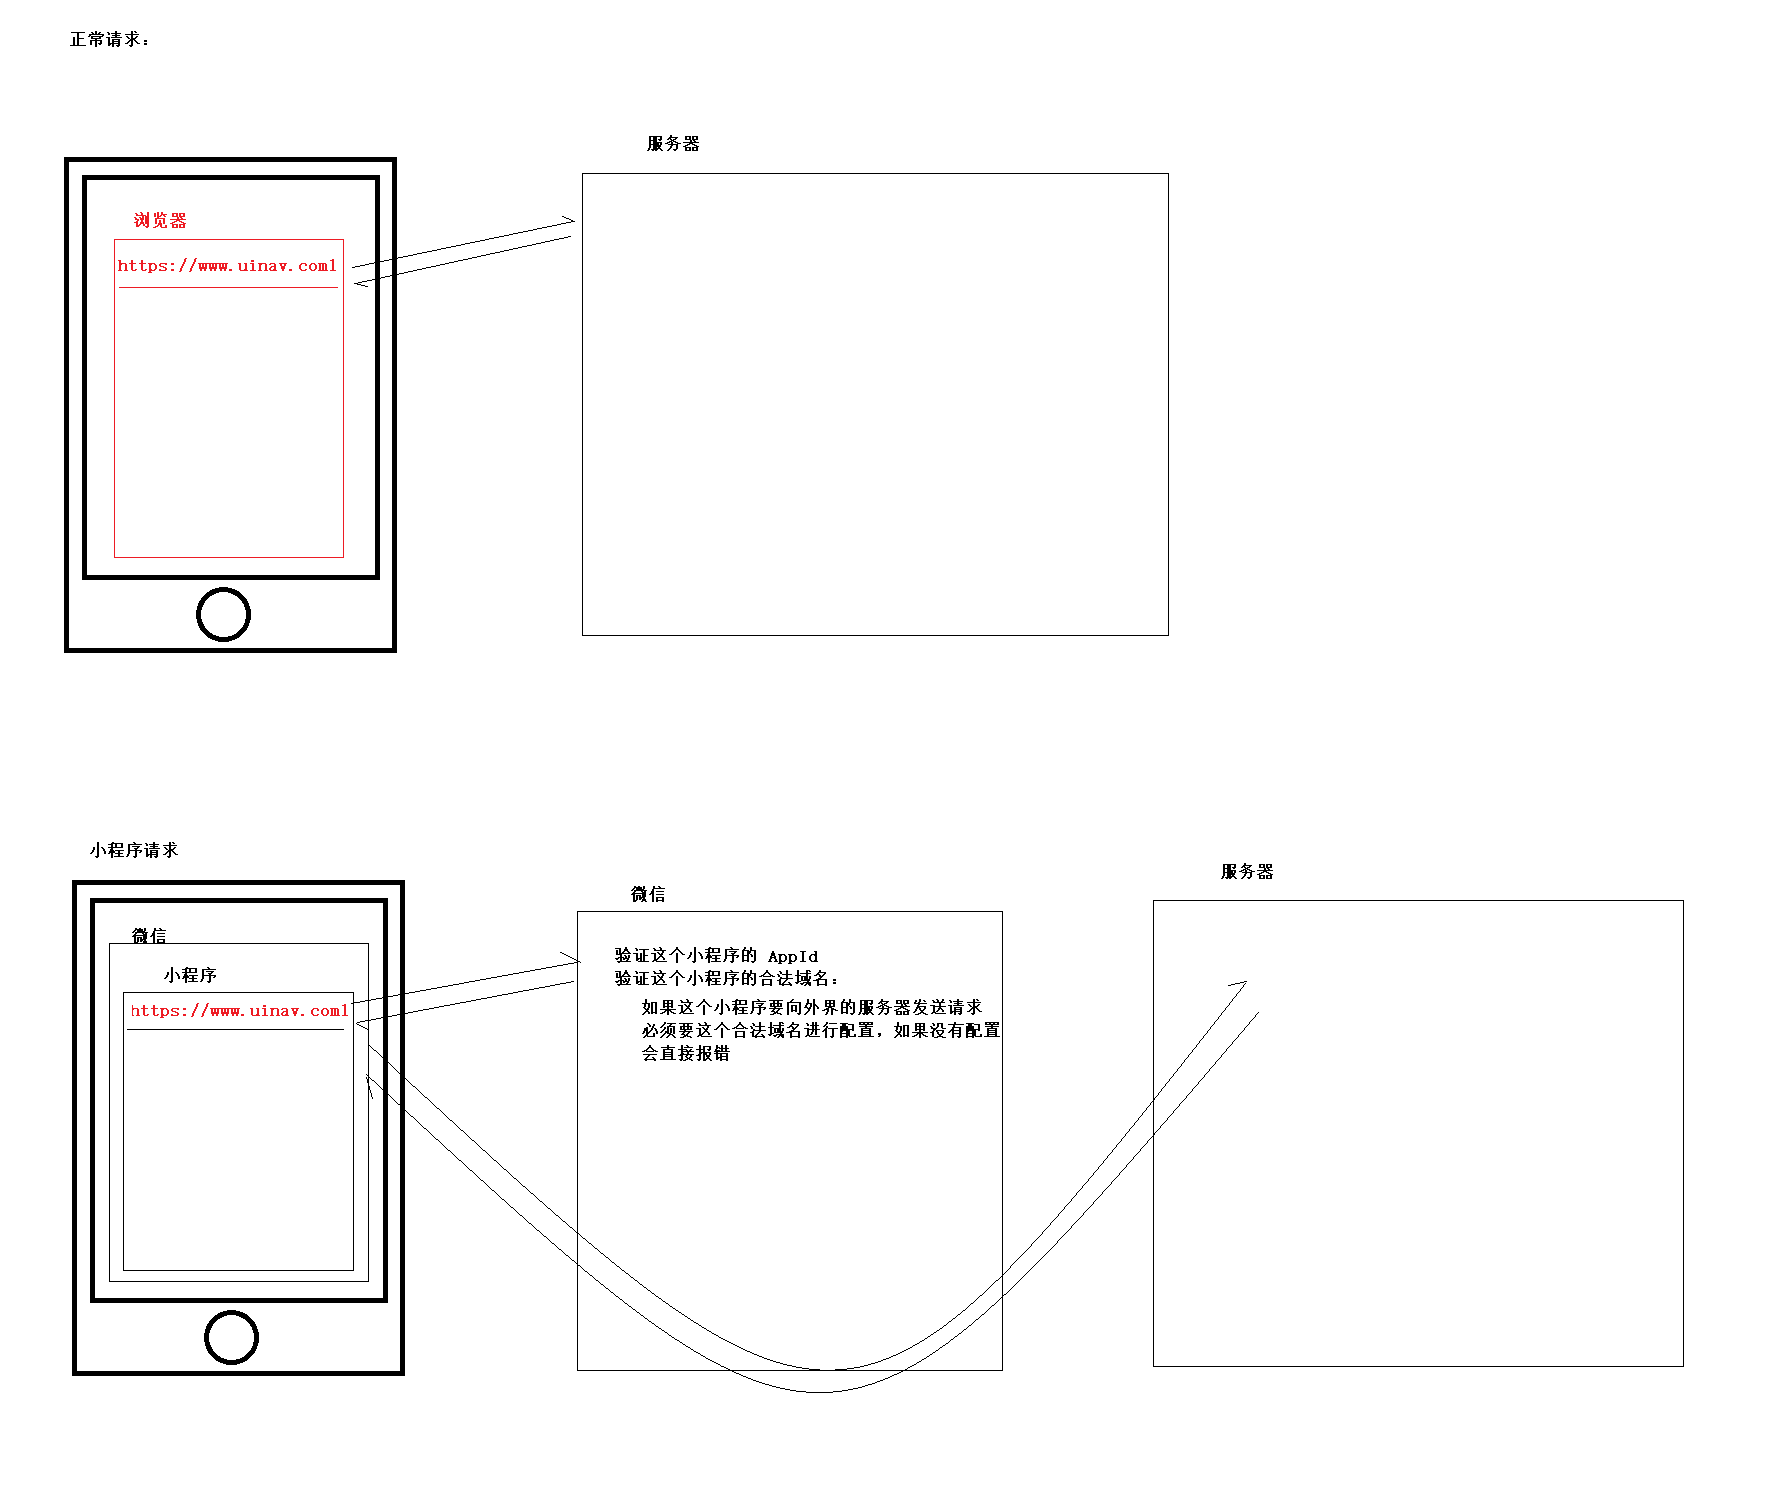 正常请求：
服务器
浏览器
https://www.uinav.com1
小程序请求
服务器
微信
微信
验证这个小程序的 AppId
验证这个小程序的合法域名：
小程序
如果这个小程序要向外界的服务器发送请求
https://www.uinav.com1
必须要这个合法域名进行配置，如果没有配置
会直接报错